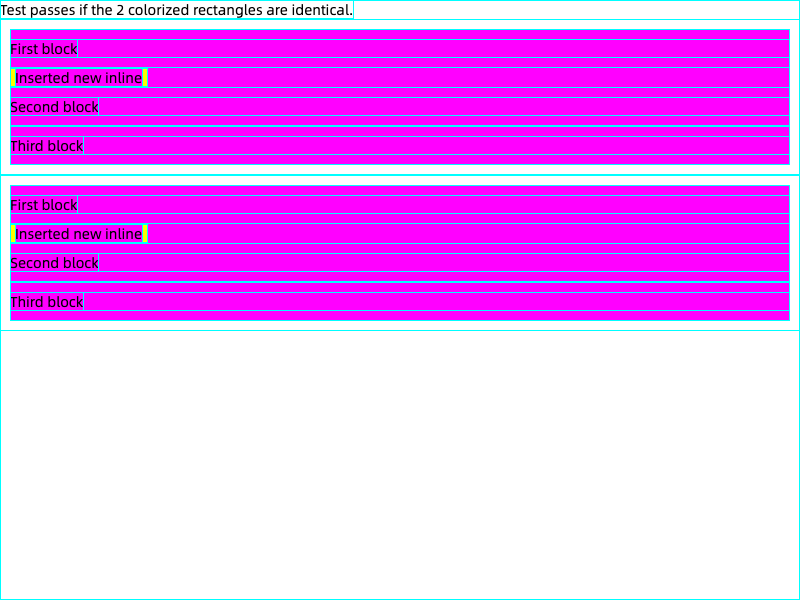 Test passes if the 2 colorized rectangles are identical.
First block
Inserted new inline
Second block
Third block
First block
Inserted new inline
Second block
Third block